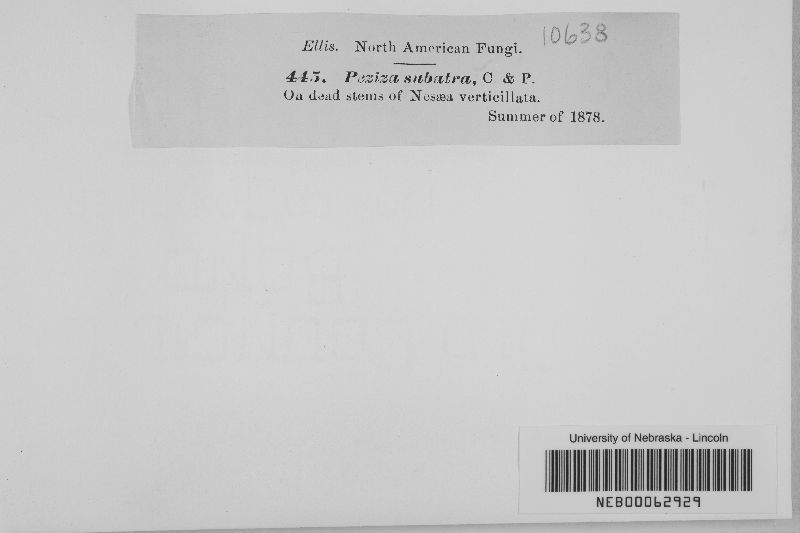 10638
Ellis. North American Fungi.
445. Peziza subatra, C & P.
On dead stems of Nesæa verticillata.
Summer of 1878.
University of Nebraska - Lincoln
NEB00062929